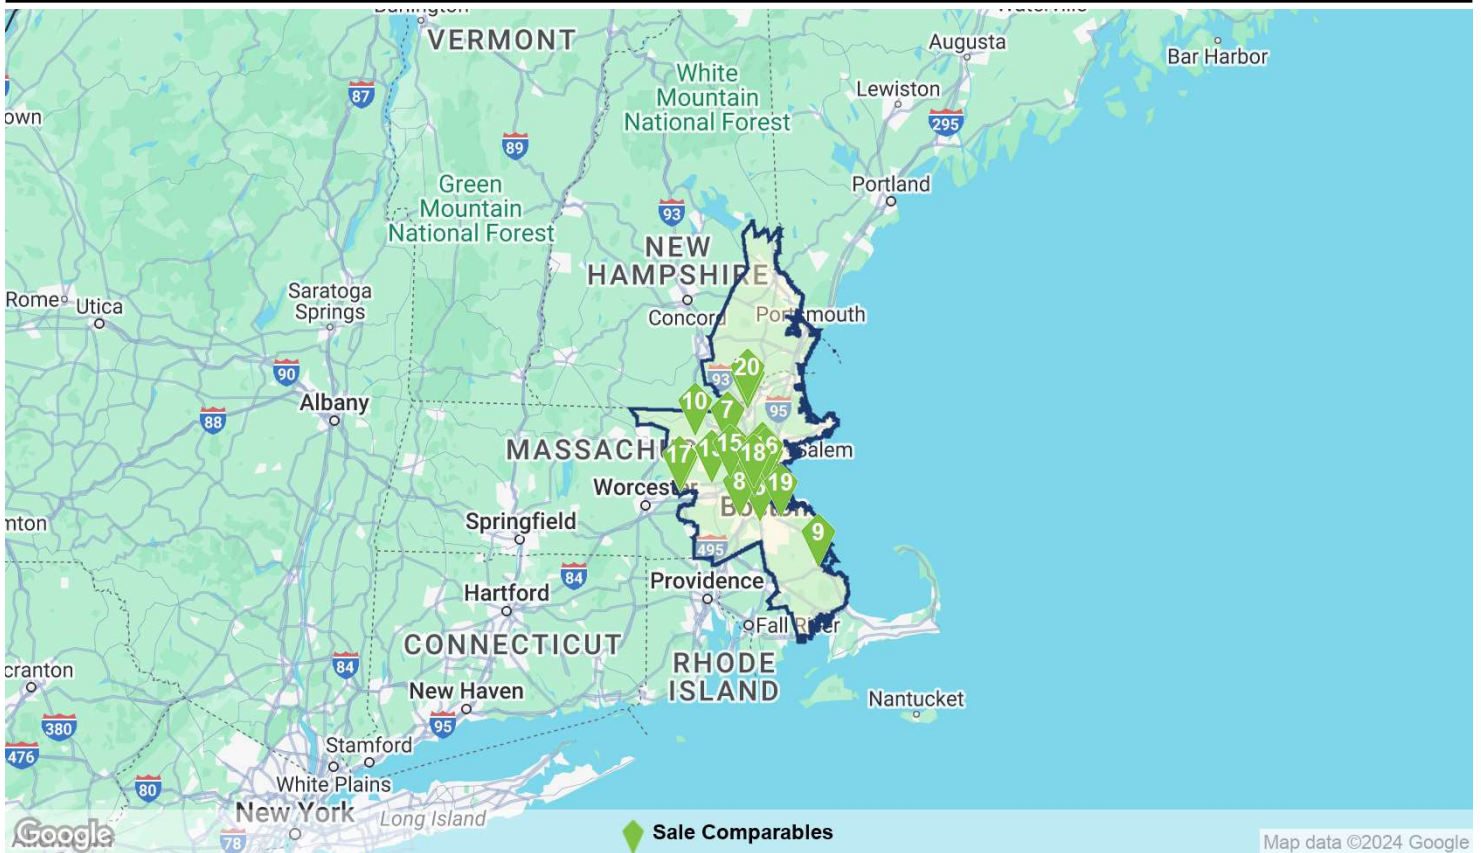 VERMONT
Augusta
Bar Harbor
White
Mountain
National Forest
Lewiston
87
own
295
89
Green
Mountain
National Forest
Portland
93
NEW
HAMPSHIRE
Rome
Utica
Saratoga
Springs
Concord
Portsmouth
90
93
20
Albany
10
7
95
88
MASSACHU
17
15
18
6
Salem
Worcester
8
19
Boston
mton
Springfield
9
495
84
Providence
Hartford
Fall River
CONNECTICUT
cranton
84
RHODE
ISLAND
New Haven
Nantucket
95
380
Stamford
476
White Plains
80
New York
Long Island
78
Google
Sale Comparables
Map data ©2024 Google